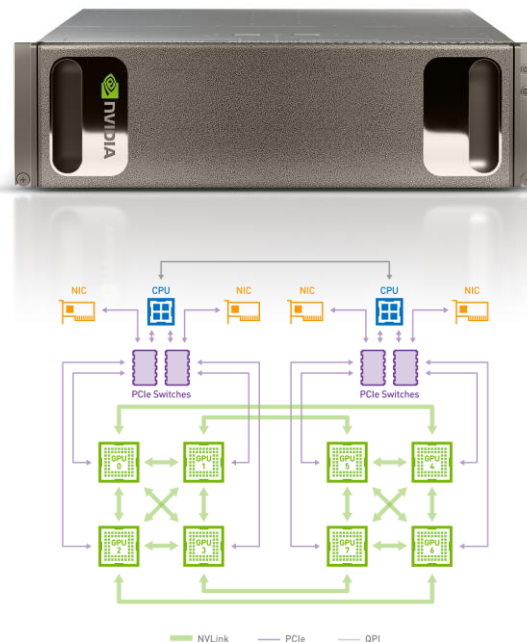 NVIDIA
NIC CPU NIC NIC CPU NIC
PCIe Switches PCIe Switches
GPU 0 GPU 1 GPU 5 GPU 4
GPU 2 GPU 3 GPU 7 GPU 6
NVLink PCIe QPI